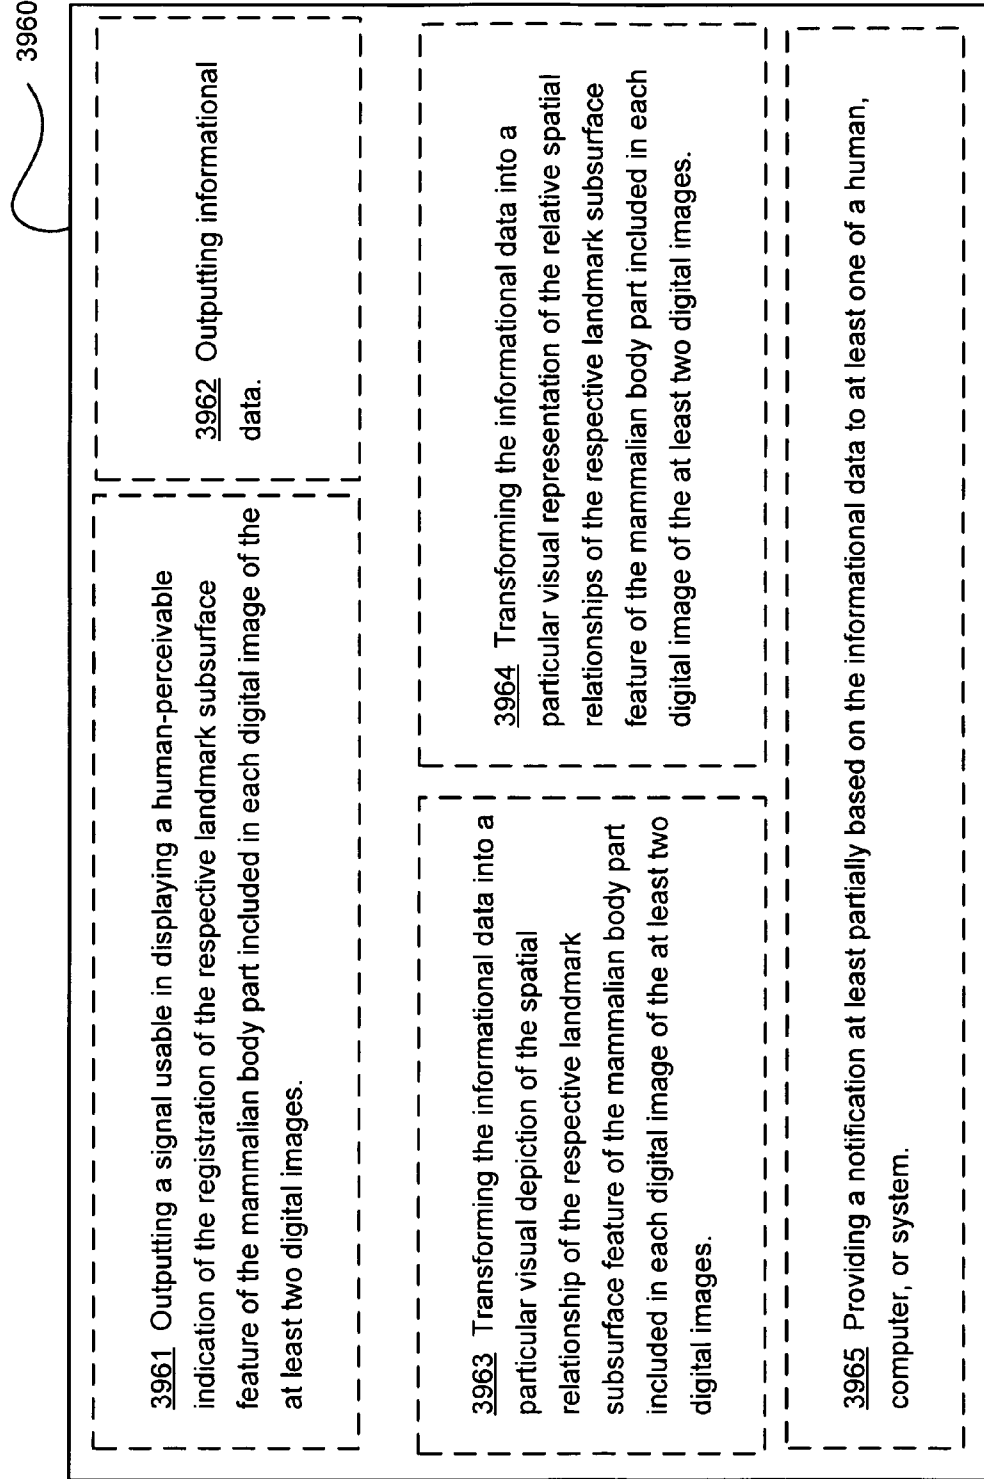 3960
3961 Outputting a signal usable in displaying a human-perceivable
indication of the registration of the respective landmark subsurface
feature of the mammalian body part included in each digital image of the
at least two digital images.
3962 Outputting informational
data.
3963 Transforming the informational data into a
particular visual depiction of the spatial
relationship of the respective landmark
subsurface feature of the mammalian body part
included in each digital image of the at least two
digital images.
3964 Transforming the informational data into a
particular visual representation of the relative spatial
relationships of the respective landmark subsurface
feature of the mammalian body part included in each
digital image of the at least two digital images.
3965 Providing a notification at least partially based on the informational data to at least one of a human,
computer, or system.